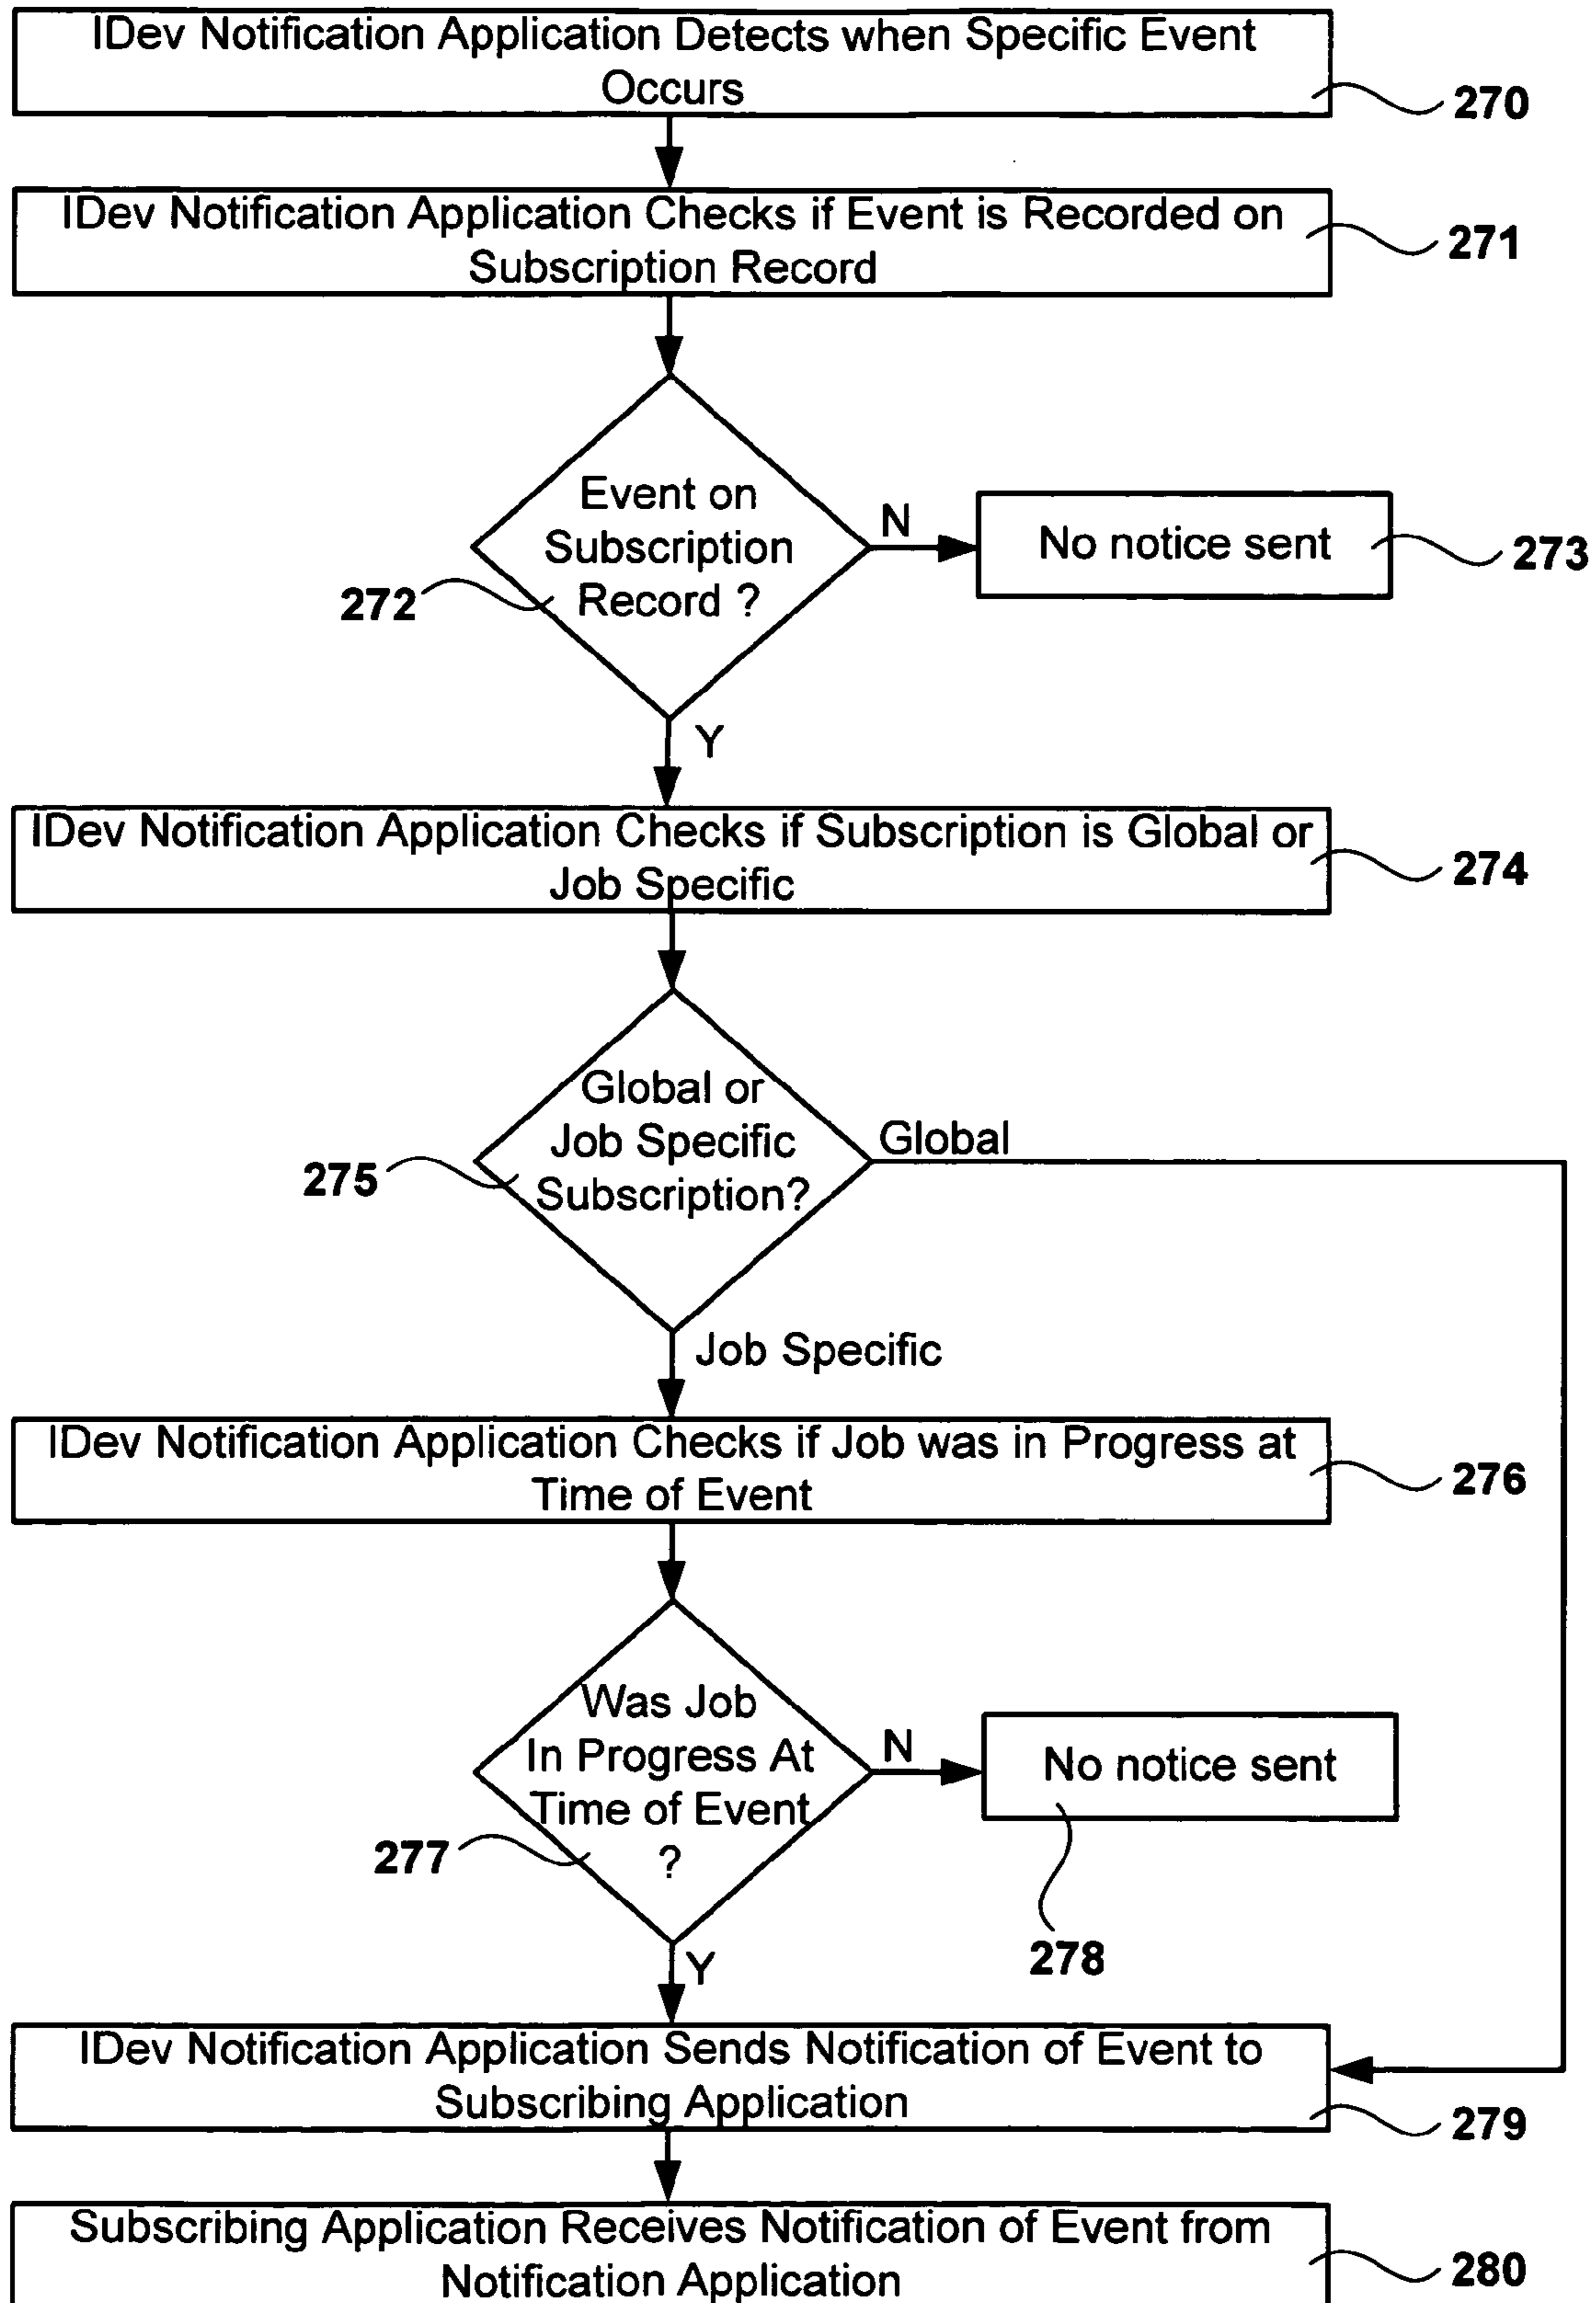 IDev Notification Application Detects when Specific Event
Occurs
270
IDev Notification Application Checks if Event is Recorded on
Subscription Record
271
Event on
Subscription
Record ?
272
N
No notice sent
273
Y
IDev Notification Application Checks if Subscription is Global or
Job Specific
274
Global or
Job Specific
Subscription?
275
Global
Job Specific
IDev Notification Application Checks if Job was in Progress at
Time of Event
276
Was Job
In Progress At
Time of Event
?
277
N
No notice sent
278
Y
IDev Notification Application Sends Notification of Event to
Subscribing Application
279
Subscribing Application Receives Notification of Event from
Notification Application
280